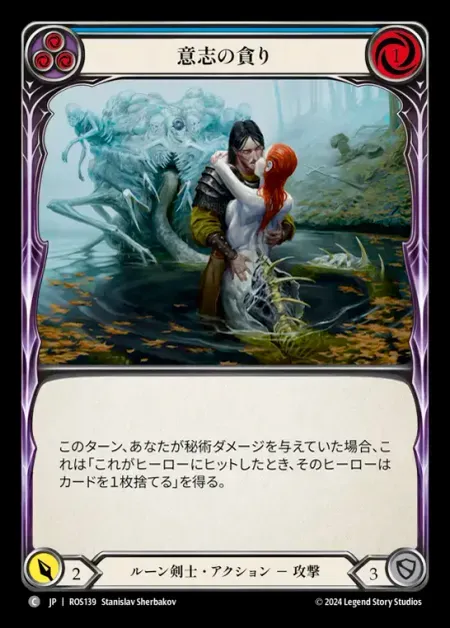 I
意志の貪り
このターン、あなたが秘術ダメージを与えていた場合、こ
れは「これがヒーローにヒットしたとき、そのヒーローは
カードを1枚捨てる」を得る。
2
ルーン剣士・アクション － 攻撃
3
C JP | ROS139 Stanislav Sherbakov
© 2024 Legend Story Studios